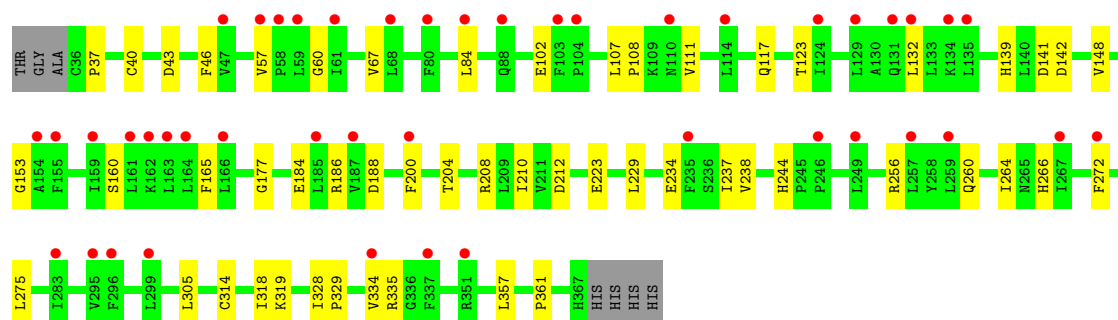 THR GLY ALA C36 P37 C40 D43 F46 V47 V57 P58 L59 G60 I61 V67 L68 F80 L84 Q88 E102 F103 P104 L107 P108 K109 N110 V111 L114 Q117 T123 I124 L129 A130 Q131 L132 L133 K134 L135 H139 L140 D141 D142 V148
G153 A154 F155 I159 S160 L161 K162 L163 L164 F165 L166 G177 E184 L185 R186 V187 D188 F200 T204 R208 L209 I210 V211 D212 E223 L229 E234 F235 S236 I237 V238 H244 P245 P246 L249 R256 L257 Y258 L259 Q260 I264 N265 H266 I267 F272
L275 I283 V295 F296 L299 L305 C314 I318 K319 I328 P329 V334 R335 G336 F337 R351 L357 P361 H367 HIS HIS HIS HIS